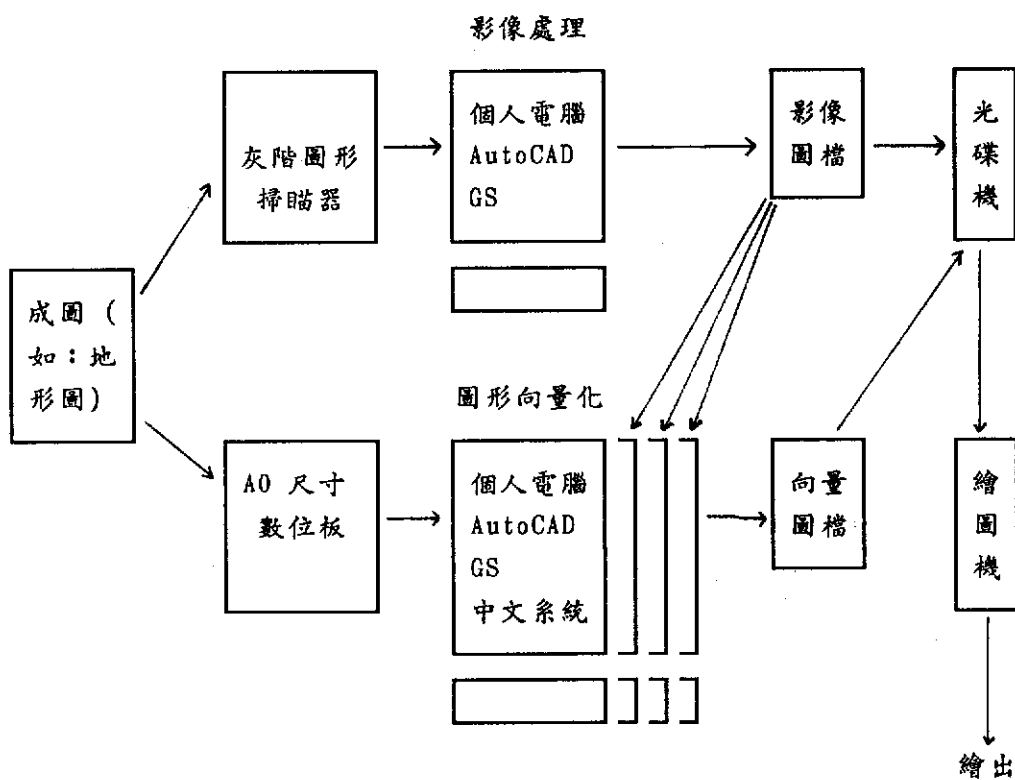 影像處理
灰階圖形
掃瞄器
個人電腦
AutoCAD
GS
影像
圖檔
光
碟
機
成圖（
如：地
形圖）
圖形向量化
A0 尺寸
數位板
個人電腦
AutoCAD
GS
中文系統
向量
圖檔
繪
圖
機
繪出